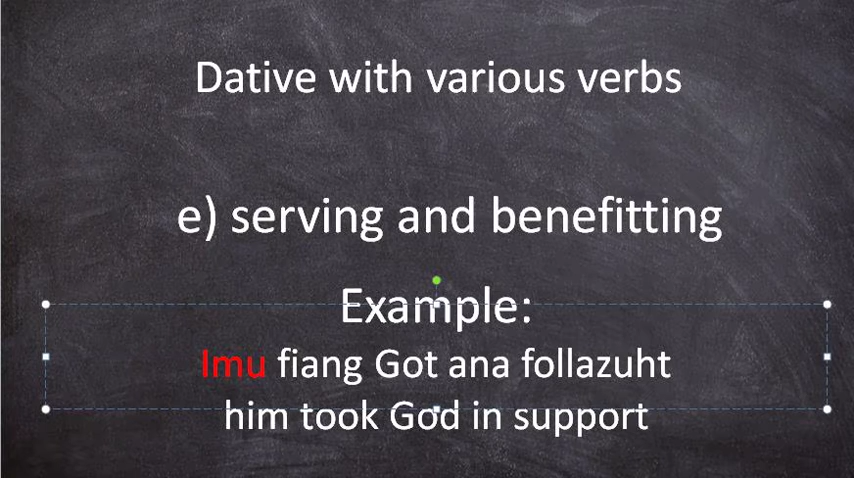 Dative with various verbs
e) serving and benefitting
Example:
Imu fiang Got ana follazuht
him took God in support